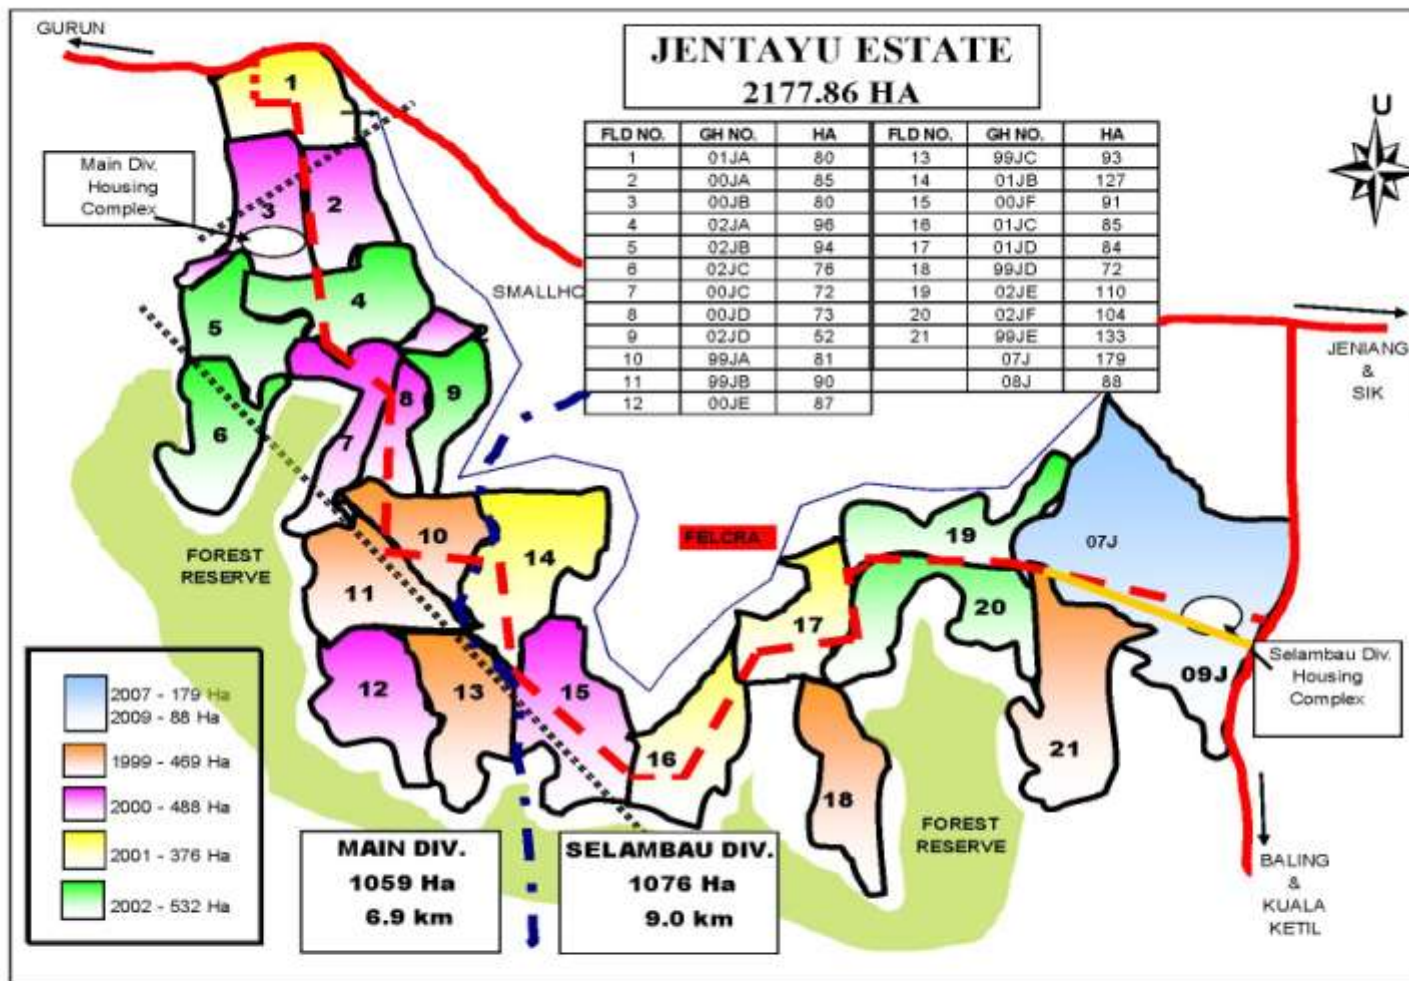 GURUN
JENTAYU ESTATE
2177.86 HA
U
FLD NO. GH NO. HA FLD NO. GH NO. HA
1 01JA 80 13 99JC 93
2 00JA 85 14 01JB 127
3 00JB 80 15 00JF 91
4 02JA 96 16 01JC 85
5 02JB 94 17 01JD 84
6 02JC 76 18 99JD 72
7 00JC 72 19 02JE 110
8 00JD 73 20 02JF 104
9 02JD 52 21 99JE 133
10 99JA 81 07J 179
11 99JB 90 08J 88
12 00JE 87
Main Div.
Housing
Complex
SMALLHO
JENIANG
&
SIK
1
2
3
4
5
6
7
8
9
10
11
12
13
14
15
16
17
18
19
20
21
07J
09J
FELCRA
FOREST
RESERVE
Selambau Div.
Housing
Complex
2007 - 179 Ha
2009 - 88 Ha
1999 - 469 Ha
2000 - 488 Ha
2001 - 376 Ha
2002 - 532 Ha
MAIN DIV.
1059 Ha
6.9 km
SELAMBAU DIV.
1076 Ha
9.0 km
FOREST
RESERVE
BALING
&
KUALA
KETIL